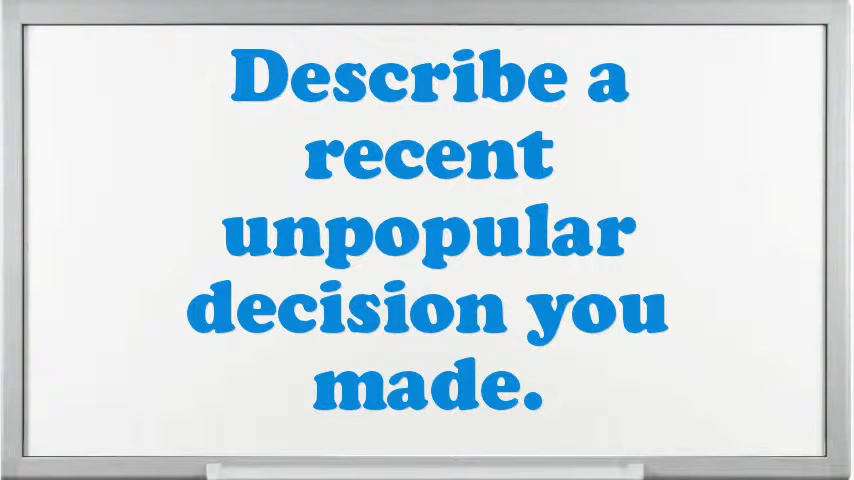 Describe a
recent
unpopular
decision you
made.